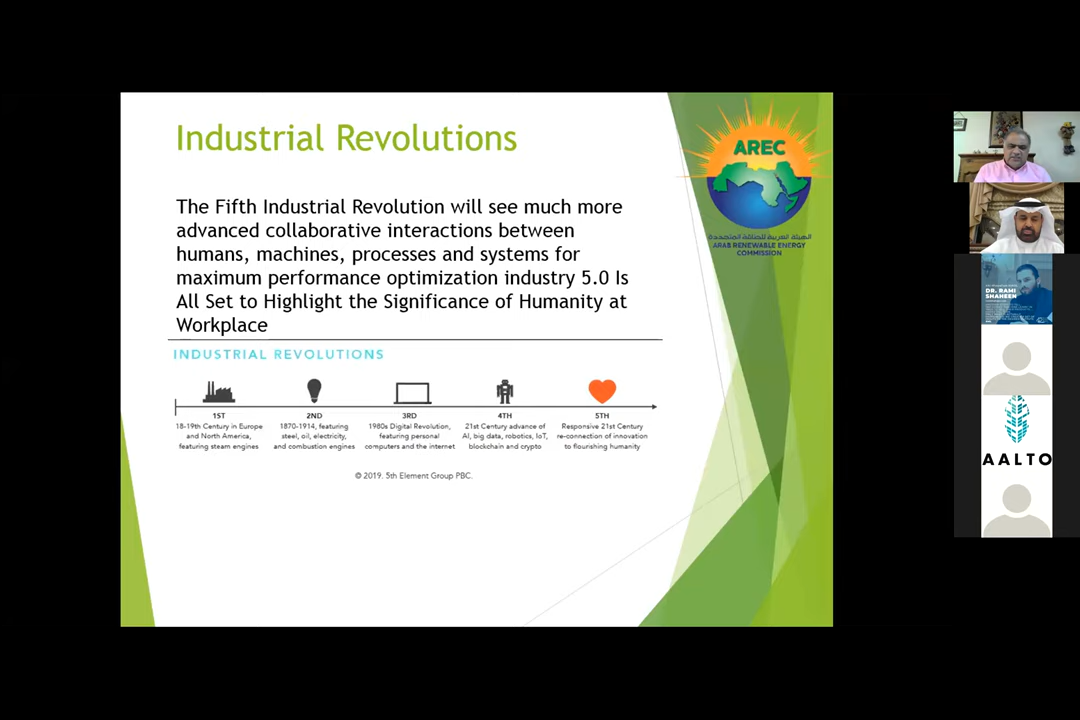 Industrial Revolutions
The Fifth Industrial Revolution will see much more
advanced collaborative interactions between
humans, machines, processes and systems for
maximum performance optimization industry 5.0 Is
All Set to Highlight the Significance of Humanity at
Workplace
INDUSTRIAL REVOLUTIONS
1ST
18-19th Century in Europe
and North America,
featuring steam engines
2ND
1870-1914, featuring
steel, oil, electricity,
and combustion engines
3RD
1980s Digital Revolution,
featuring personal
computers and the internet
4TH
21st Century advance of
AI, big data, robotics, IoT,
blockchain and crypto
5TH
Responsive 21st Century
re-connection of innovation
to flourishing humanity
© 2019. 5th Element Group PBC.
AREC
الهيئة العربية للطاقة المتجددة
ARAB RENEWABLE ENERGY
COMMISSION
DR. RAMI
SHAHEEN
AALTO